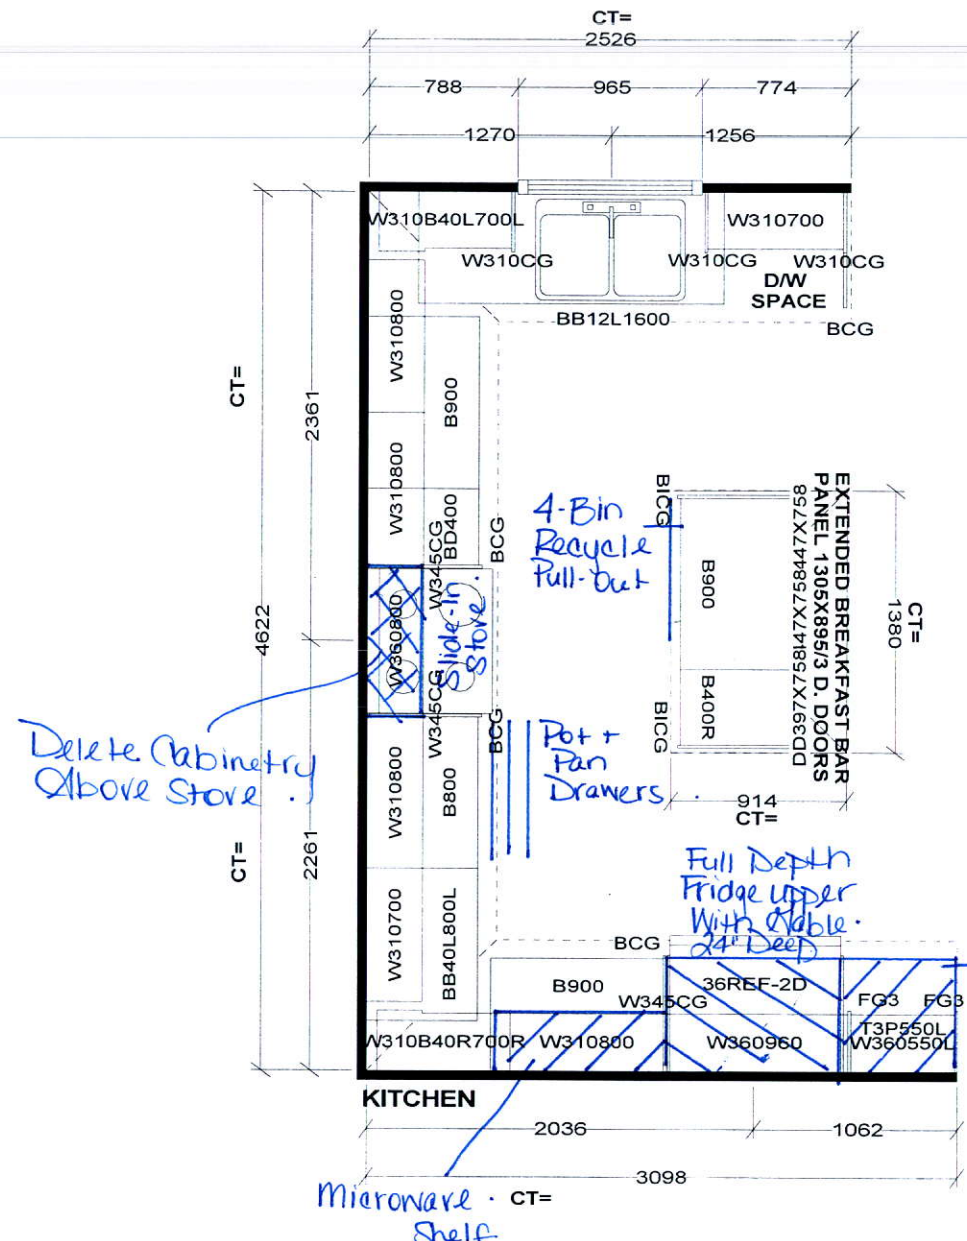 CT=
2526
788
965
774
1270
1256
W310B40L700L
W310700
W310CG
W310CG
W310CG
D/W
SPACE
BB12L1600
BCG
W310800
B900
CT=
2361
W310800
BD400
W345CG
BCG
4-Bin
Recycle
Pull-Out
BICG
B900
B400R
BICG
EXTENDED BREAKFAST BAR
PANEL 1305X895/3 D. DOORS
CT=
1380
914
CT=
4622
W360800
Slide-In
Stove
W345CG
BCG
Delete Cabinetry
Above Stove
Pot +
Pan
Drawers
W310800
B800
CT=
2261
W310700
BB40L800L
Full Depth
Fridge upper
With Gable
24" Deep
BCG
B900
W345CG
36REF-2D
FG3
FG3
T3P550L
W360550L
W310B40R700R
W310800
W360960
KITCHEN
2036
1062
3098
CT=
Microwave
Shelf